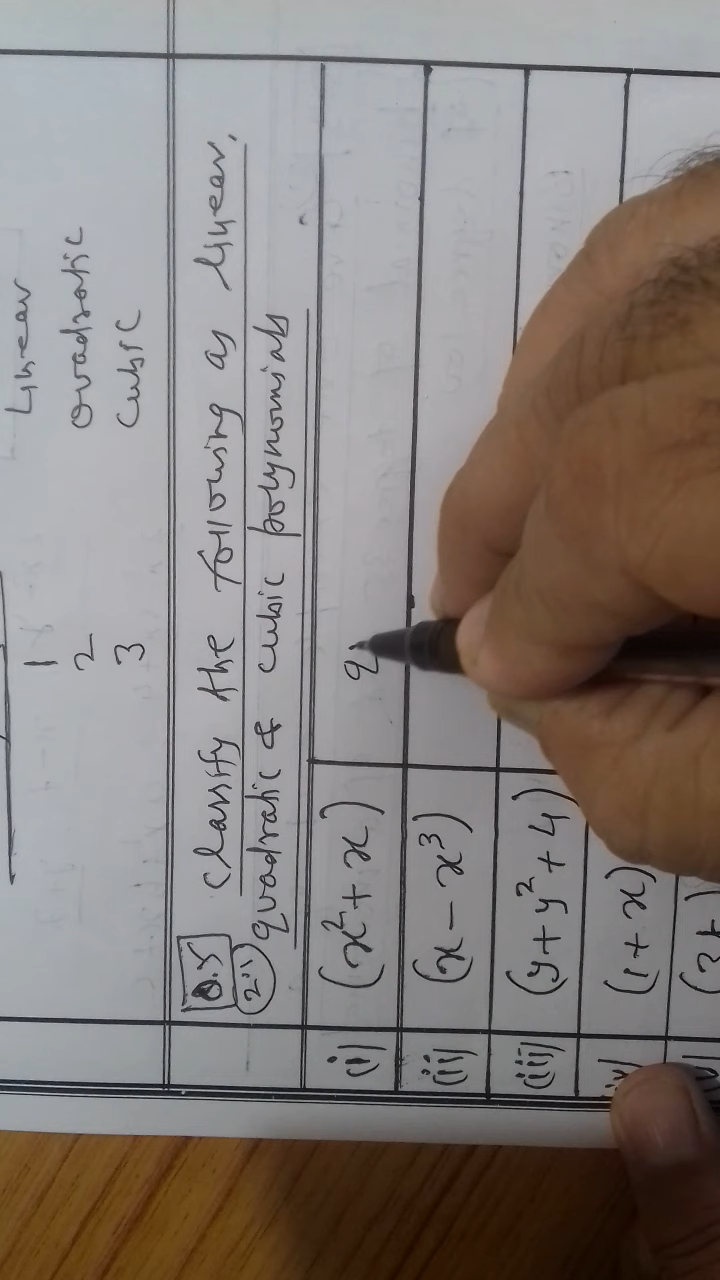 1 Linear
2 Quadratic
3 Cubic
Q.5 Classify the following as linear,
2.1 quadratic & cubic polynomials
(i) (x² + x) q
(ii) (x − x³)
(iii) (y + y² + 4)
(1 + x)
(3t)